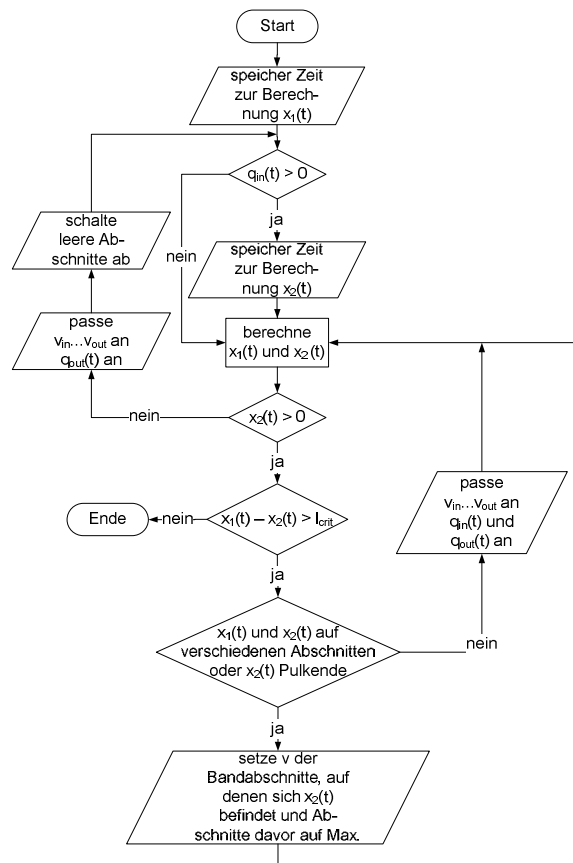 Start
speicher Zeit
zur Berech-
nung x₁(t)
qᵢₙ(t) > 0
ja
nein
speicher Zeit
zur Berech-
nung x₂(t)
schalte
leere Ab-
schnitte ab
passe
vᵢₙ...vₒᵤₜ an
qₒᵤₜ(t) an
berechne
x₁(t) und x₂(t)
nein
x₂(t) > 0
ja
Ende
nein
x₁(t) – x₂(t) > l_crit.
ja
passe
vᵢₙ...vₒᵤₜ an
qᵢₙ(t) und
qₒᵤₜ(t) an
x₁(t) und x₂(t) auf
verschiedenen Abschnitten
oder x₂(t) Pulkende
nein
ja
setze v der
Bandabschnitte, auf
denen sich x₂(t)
befindet und Ab-
schnitte davor auf Max.